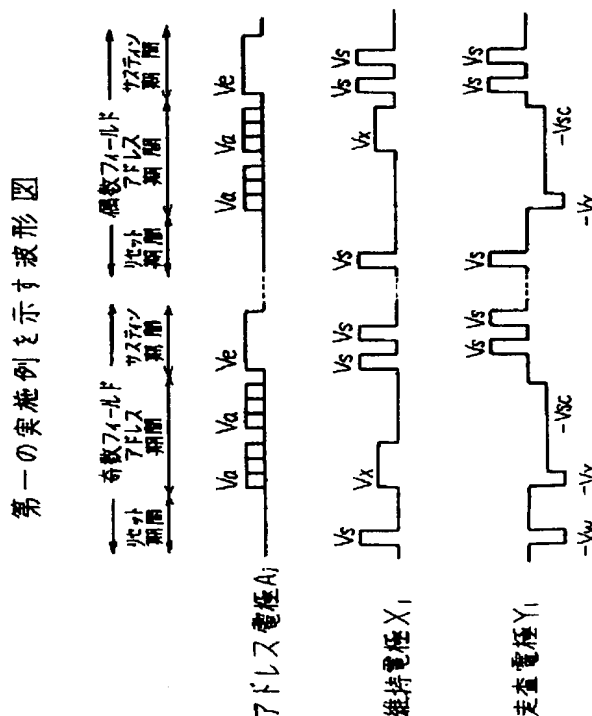 第一の実施例を示す波形図
奇数フィールド 偶数フィールド
リセット アドレス サスティン リセット アドレス サスティン
期間 期間 期間 期間 期間 期間
Va Va Ve Va Va Ve
アドレス電極Aj
Vs Vx Vs Vs Vs Vx Vs Vs
維持電極X1
Vs Vs Vs Vs Vs
走査電極Y1
-Vsc -Vsc
-Vw -Vy -Vy